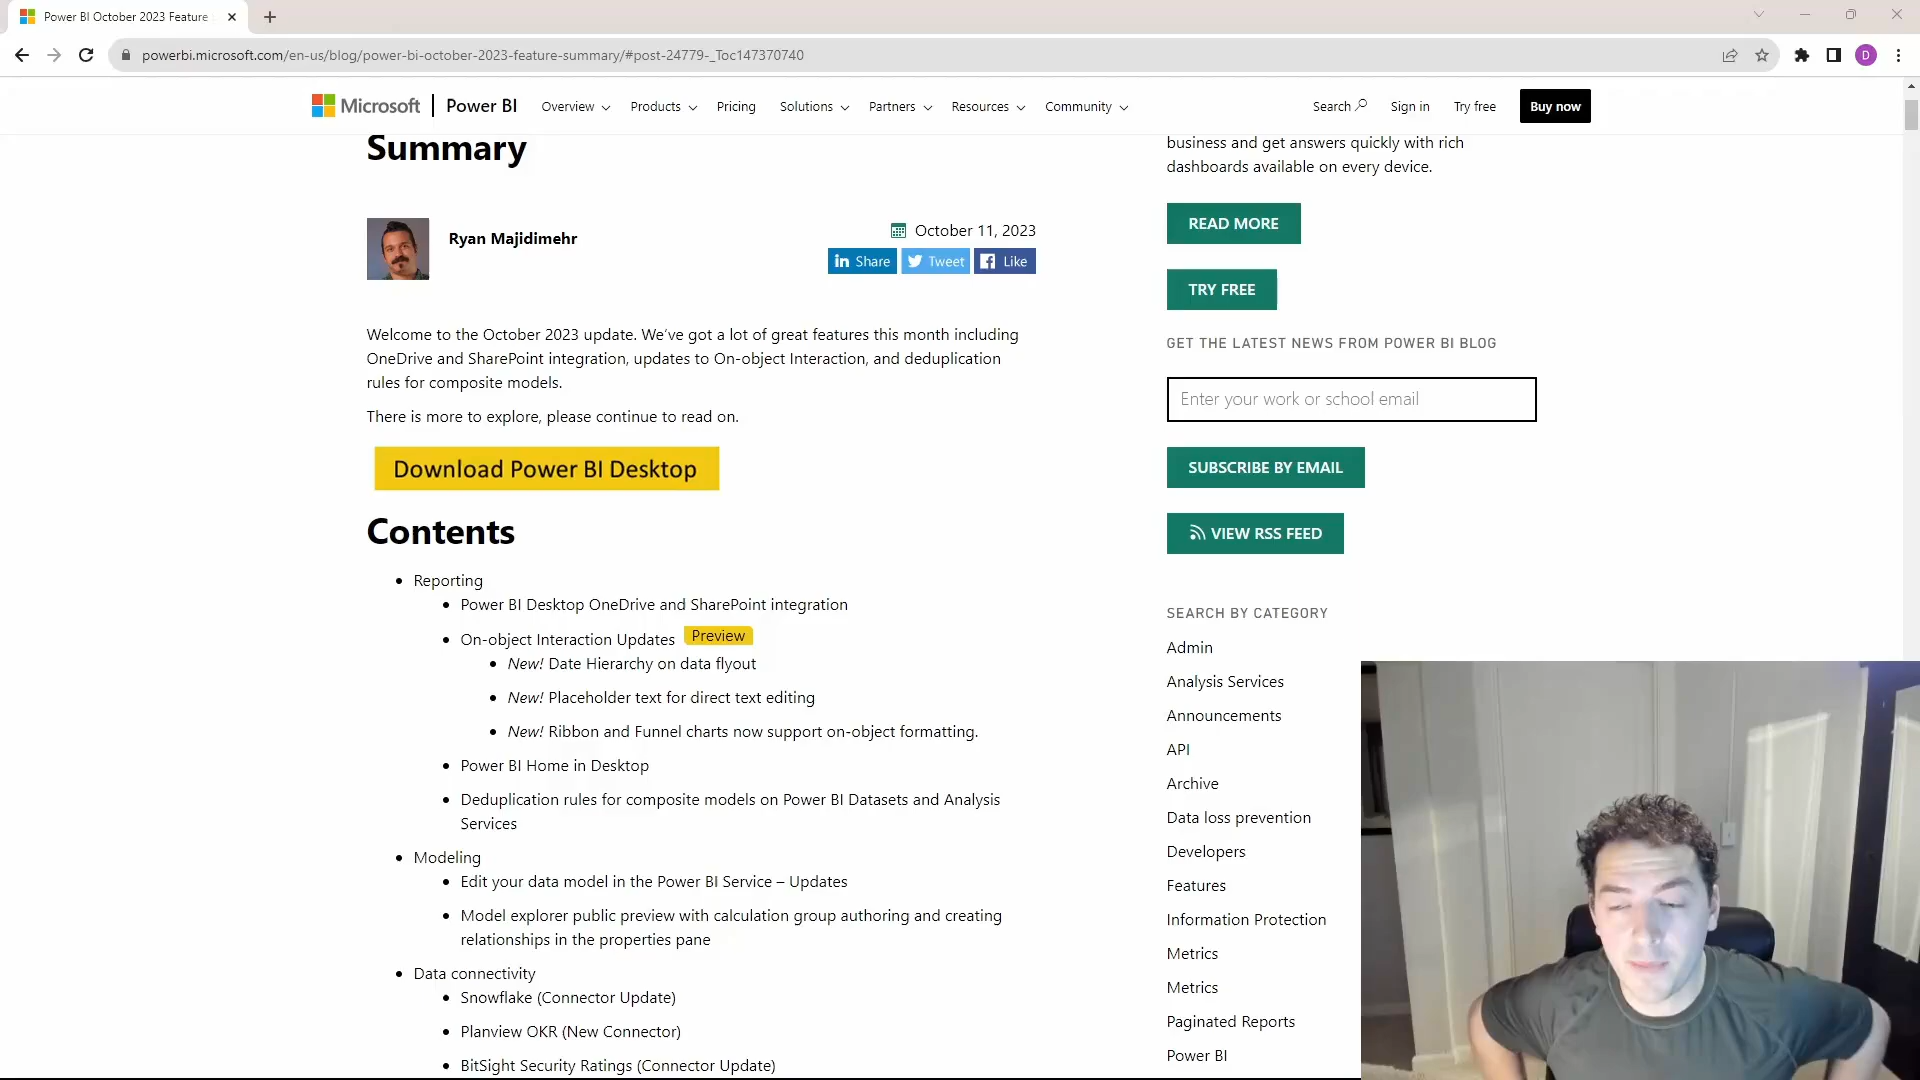 Power BI October 2023 Feature
powerbi.microsoft.com/en-us/blog/power-bi-october-2023-feature-summary/#post-24779-_Toc147370740
D
Microsoft Power BI Overview Products Pricing Solutions Partners Resources Community Search Sign in Try free Buy now
Summary
Ryan Majidimehr
October 11, 2023
in Share Tweet Like
Welcome to the October 2023 update. We’ve got a lot of great features this month including
OneDrive and SharePoint integration, updates to On-object Interaction, and deduplication
rules for composite models.
There is more to explore, please continue to read on.
Download Power BI Desktop
Contents
Reporting
Power BI Desktop OneDrive and SharePoint integration
On-object Interaction Updates Preview
New! Date Hierarchy on data flyout
New! Placeholder text for direct text editing
New! Ribbon and Funnel charts now support on-object formatting.
Power BI Home in Desktop
Deduplication rules for composite models on Power BI Datasets and Analysis
Services
Modeling
Edit your data model in the Power BI Service – Updates
Model explorer public preview with calculation group authoring and creating
relationships in the properties pane
Data connectivity
Snowflake (Connector Update)
Planview OKR (New Connector)
BitSight Security Ratings (Connector Update)
business and get answers quickly with rich
dashboards available on every device.
READ MORE
TRY FREE
GET THE LATEST NEWS FROM POWER BI BLOG
Enter your work or school email
SUBSCRIBE BY EMAIL
VIEW RSS FEED
SEARCH BY CATEGORY
Admin
Analysis Services
Announcements
API
Archive
Data loss prevention
Developers
Features
Information Protection
Metrics
Metrics
Paginated Reports
Power BI